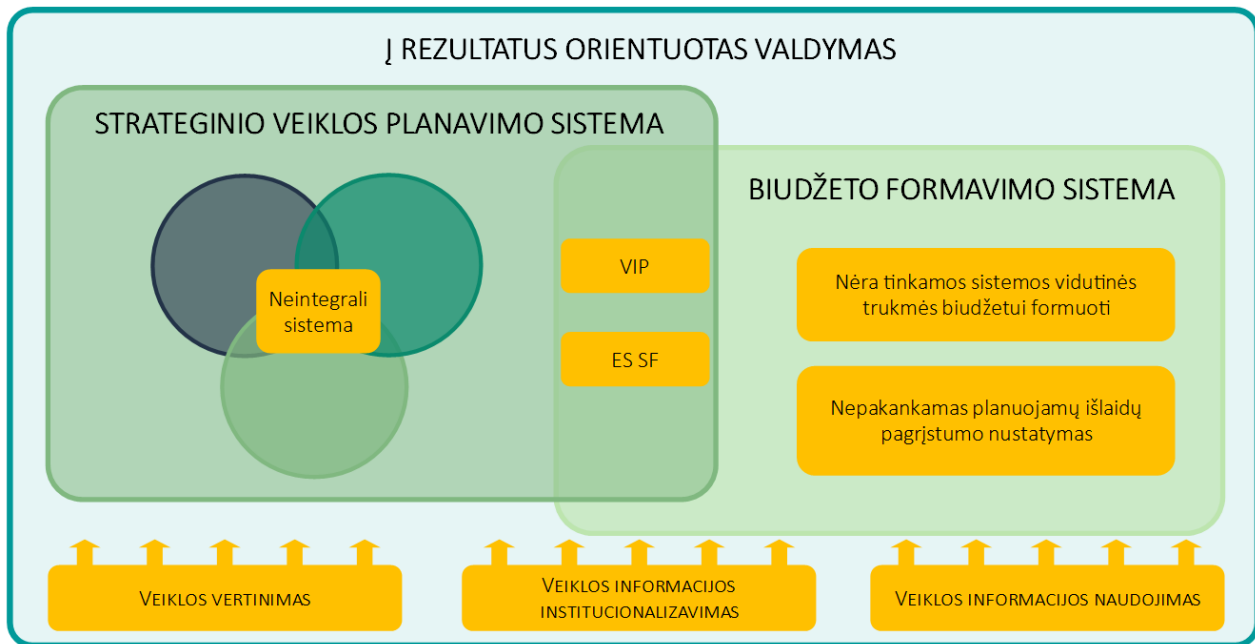 Į REZULTATUS ORIENTUOTAS VALDYMAS
STRATEGINIO VEIKLOS PLANAVIMO SISTEMA
BIUDŽETO FORMAVIMO SISTEMA
Neintegrali
sistema
VIP
ES SF
Nėra tinkamos sistemos vidutinės
trukmės biudžetui formuoti
Nepakankamas planuojamų išlaidų
pagrįstumo nustatymas
VEIKLOS VERTINIMAS
VEIKLOS INFORMACIJOS
INSTITUCIONALIZAVIMAS
VEIKLOS INFORMACIJOS NAUDOJIMAS